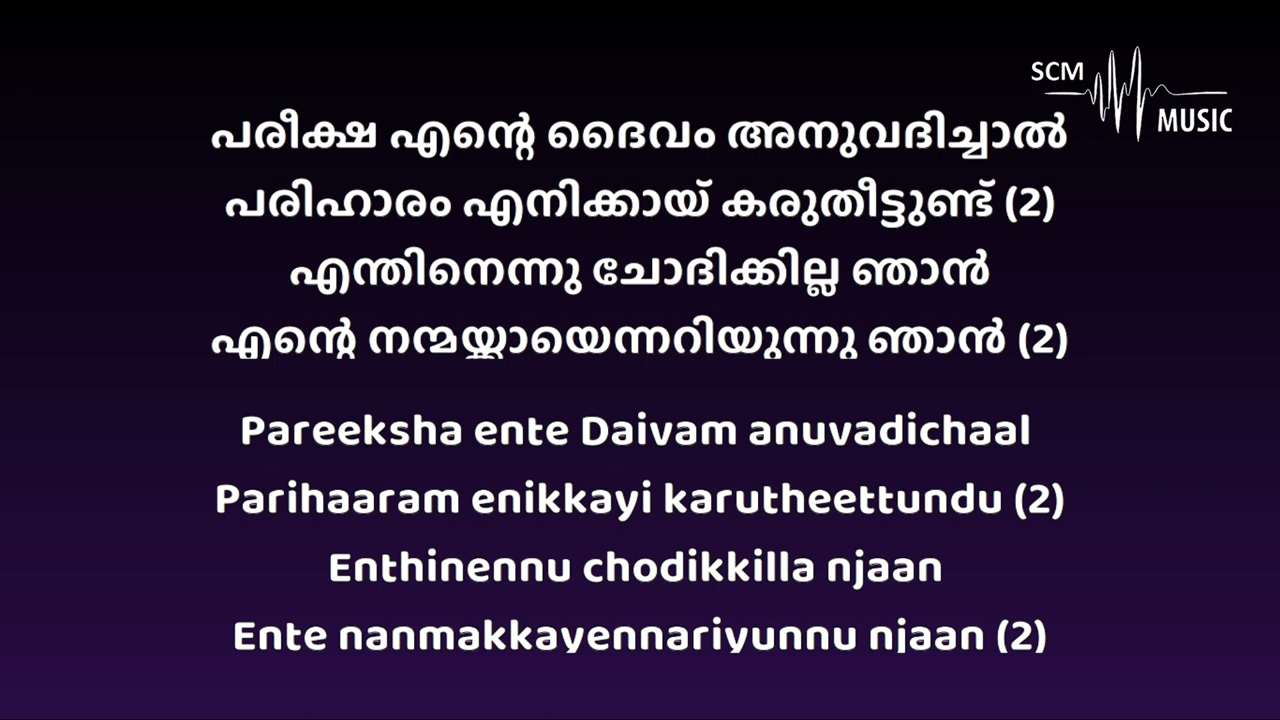 SCM
MUSIC
പരീക്ഷ എന്റെ ദൈവം അനുവദിച്ചാൽ
പരിഹാരം എനിക്കായ് കരുതീട്ടുണ്ട് (2)
എന്തിനെന്നു ചോദിക്കില്ല ഞാൻ
എന്റെ നന്മയ്ക്കായെന്നറിയുന്നു ഞാൻ (2)
Pareeksha ente Daivam anuvadichaal
Parihaaram enikkayi karutheettundu (2)
Enthinennu chodikkilla njaan
Ente nanmakkayennariyunnu njaan (2)